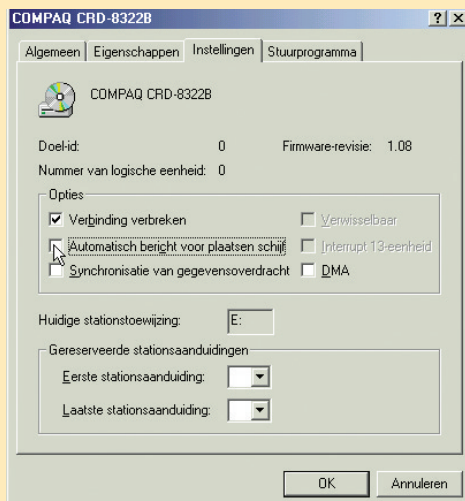 COMPAQ CRD-8322B
Algemeen Eigenschappen Instellingen Stuurprogramma
COMPAQ CRD-8322B
Doel-id: 0 Firmware-revisie: 1.08
Nummer van logische eenheid: 0
Opties
Verbinding verbreken Verwisselbaar
Automatisch bericht voor plaatsen schijf Interrupt 13-eenheid
Synchronisatie van gegevensoverdracht DMA
Huidige stationstoewijzing: E:
Gereserveerde stationsaanduidingen
Eerste stationsaanduiding:
Laatste stationsaanduiding:
OK Annuleren